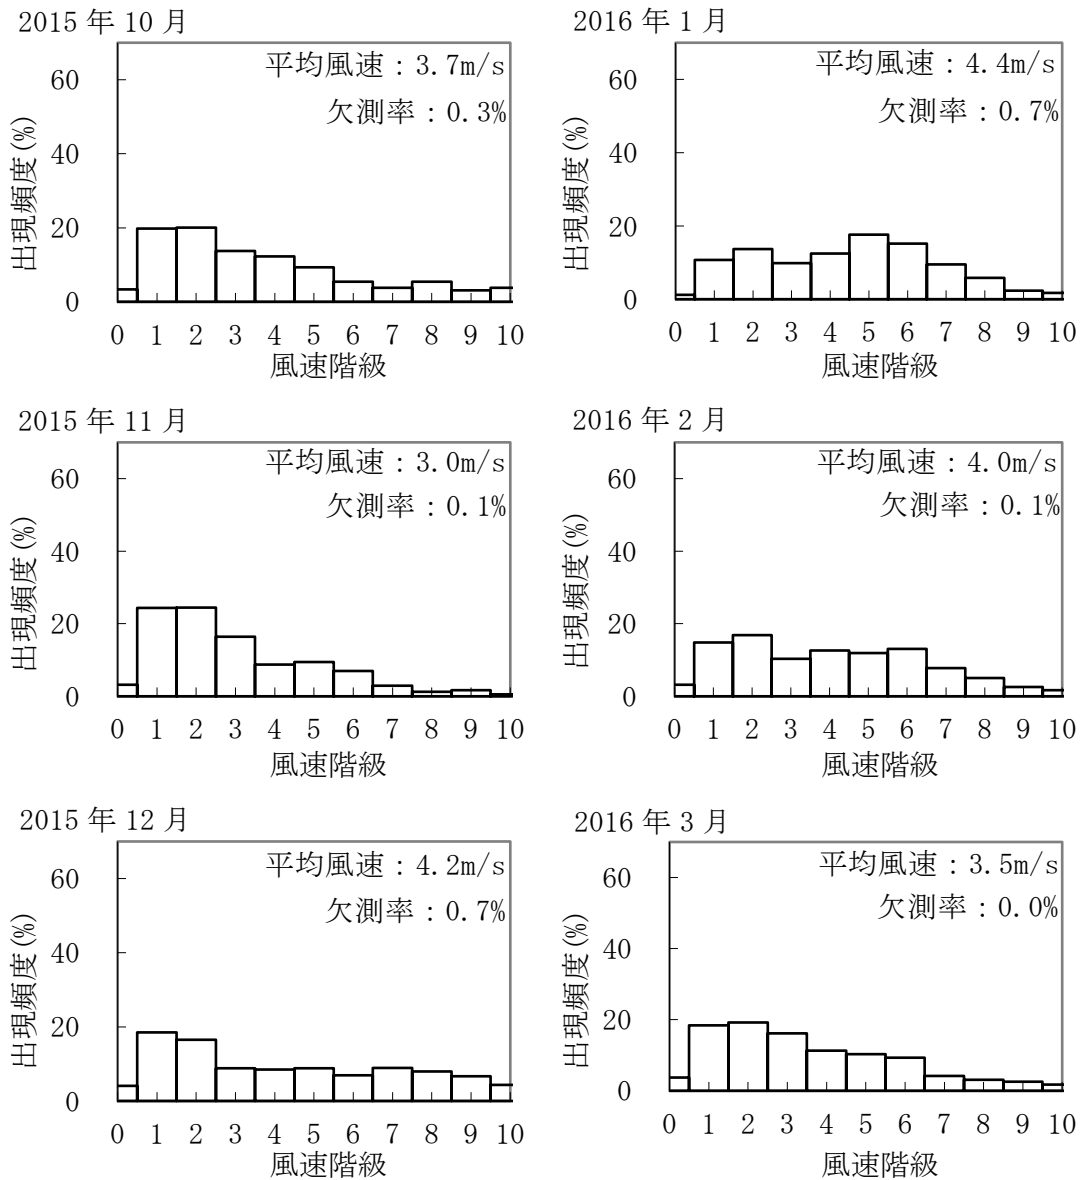 2015 年 10 月
平均風速：3.7m/s
欠測率：0.3%
出現頻度(%)
60
40
20
0
0 1 2 3 4 5 6 7 8 9 10
風速階級
2016 年 1 月
平均風速：4.4m/s
欠測率：0.7%
出現頻度(%)
60
40
20
0
0 1 2 3 4 5 6 7 8 9 10
風速階級
2015 年 11 月
平均風速：3.0m/s
欠測率：0.1%
出現頻度(%)
60
40
20
0
0 1 2 3 4 5 6 7 8 9 10
風速階級
2016 年 2 月
平均風速：4.0m/s
欠測率：0.1%
出現頻度(%)
60
40
20
0
0 1 2 3 4 5 6 7 8 9 10
風速階級
2015 年 12 月
平均風速：4.2m/s
欠測率：0.7%
出現頻度(%)
60
40
20
0
0 1 2 3 4 5 6 7 8 9 10
風速階級
2016 年 3 月
平均風速：3.5m/s
欠測率：0.0%
出現頻度(%)
60
40
20
0
0 1 2 3 4 5 6 7 8 9 10
風速階級